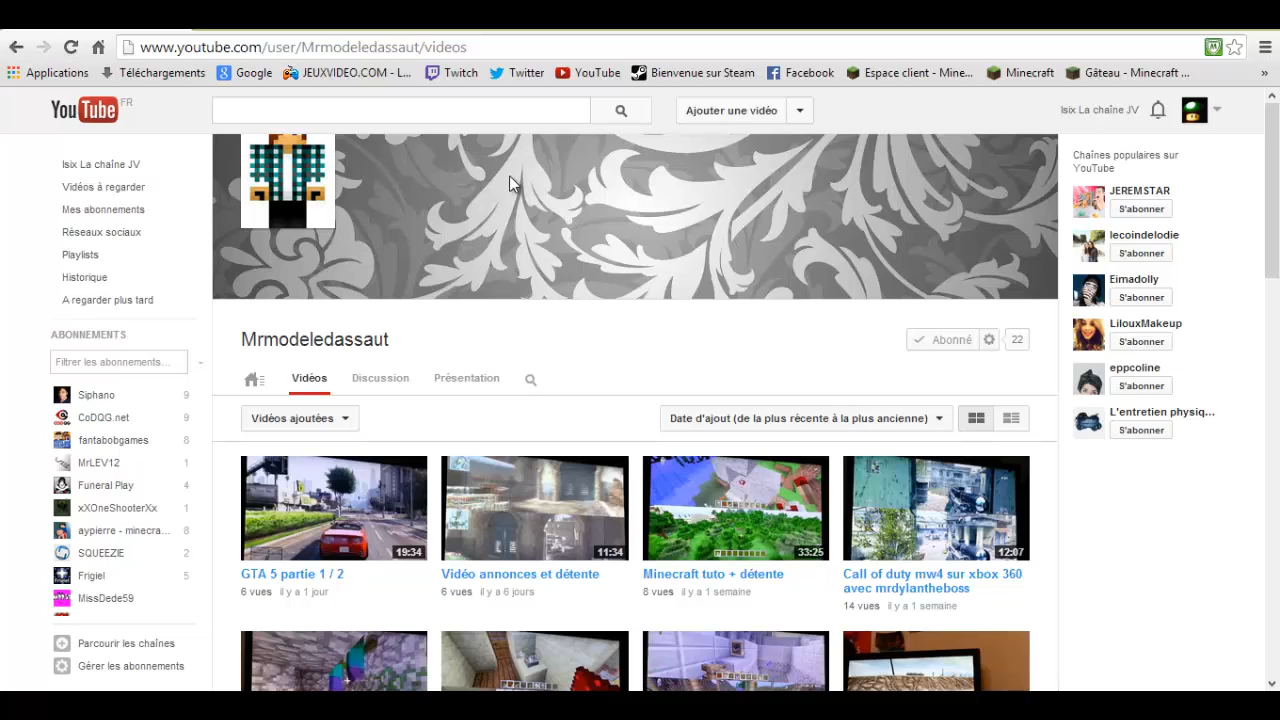 www.youtube.com/user/Mrmodeledassaut/videos
Applications
Téléchargements
Google
JEUXVIDEO.COM - L...
Twitch
Twitter
YouTube
Bienvenue sur Steam
Facebook
Espace client - Mine...
Minecraft
Gâteau - Minecraft ...
»
YouTube FR
Ajouter une vidéo
Isix La chaîne JV
Isix La chaîne JV
Vidéos à regarder
Mes abonnements
Réseaux sociaux
Playlists
Historique
A regarder plus tard
ABONNEMENTS
Filtrer les abonnements...
Siphano 9
CoDQG.net 9
fantabobgames 8
MrLEV12 1
Funeral Play 4
xXOneShooterXx 1
aypierre - minecra... 8
SQUEEZIE 2
Frigiel 5
MissDede59
Parcourir les chaînes
Gérer les abonnements
Mrmodeledassaut
Abonné 22
Vidéos
Discussion
Présentation
Vidéos ajoutées
Date d'ajout (de la plus récente à la plus ancienne)
19:34
GTA 5 partie 1 / 2
6 vues il y a 1 jour
11:34
Vidéo annonces et détente
6 vues il y a 6 jours
33:25
Minecraft tuto + détente
8 vues il y a 1 semaine
12:07
Call of duty mw4 sur xbox 360
avec mrdylantheboss
14 vues il y a 1 semaine
Chaînes populaires sur
YouTube
JEREMSTAR
S'abonner
lecoindelodie
S'abonner
Eimadolly
S'abonner
LilouxMakeup
S'abonner
eppcoline
S'abonner
L'entretien physiq...
S'abonner